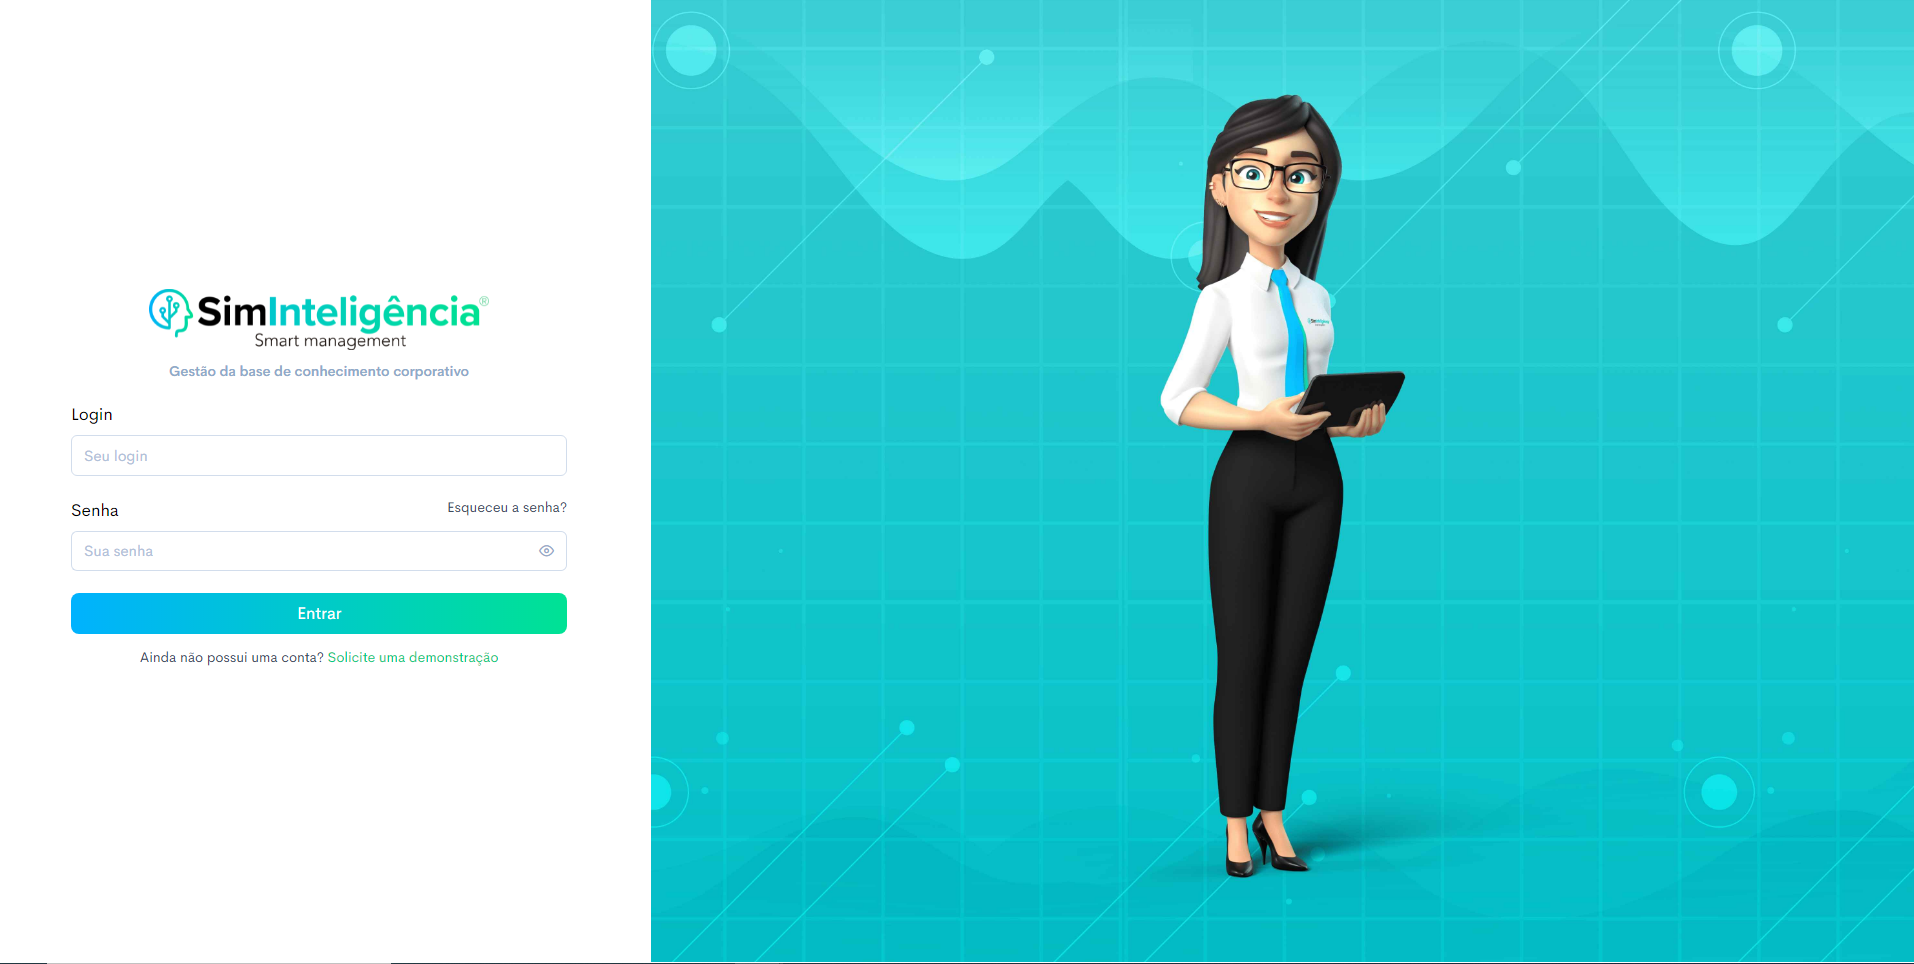 SimInteligência®
Smart management
Gestão da base de conhecimento corporativo
Login
Seu login
Senha
Esqueceu a senha?
Sua senha
Entrar
Ainda não possui uma conta? Solicite uma demonstração
SimInteligência